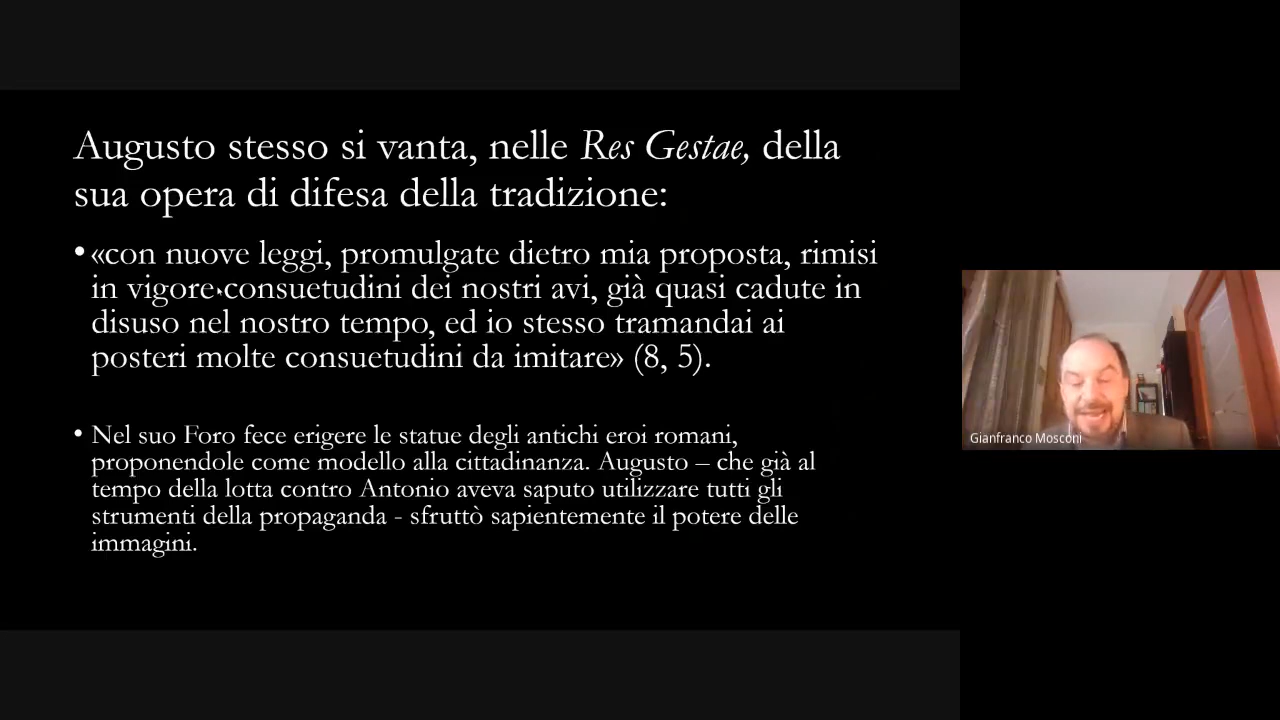 Augusto stesso si vanta, nelle Res Gestae, della
sua opera di difesa della tradizione:
•«con nuove leggi, promulgate dietro mia proposta, rimisi
in vigore consuetudini dei nostri avi, già quasi cadute in
disuso nel nostro tempo, ed io stesso tramandai ai
posteri molte consuetudini da imitare» (8, 5).
• Nel suo Foro fece erigere le statue degli antichi eroi romani,
proponendole come modello alla cittadinanza. Augusto – che già al
tempo della lotta contro Antonio aveva saputo utilizzare tutti gli
strumenti della propaganda - sfruttò sapientemente il potere delle
immagini.
Gianfranco Mosconi